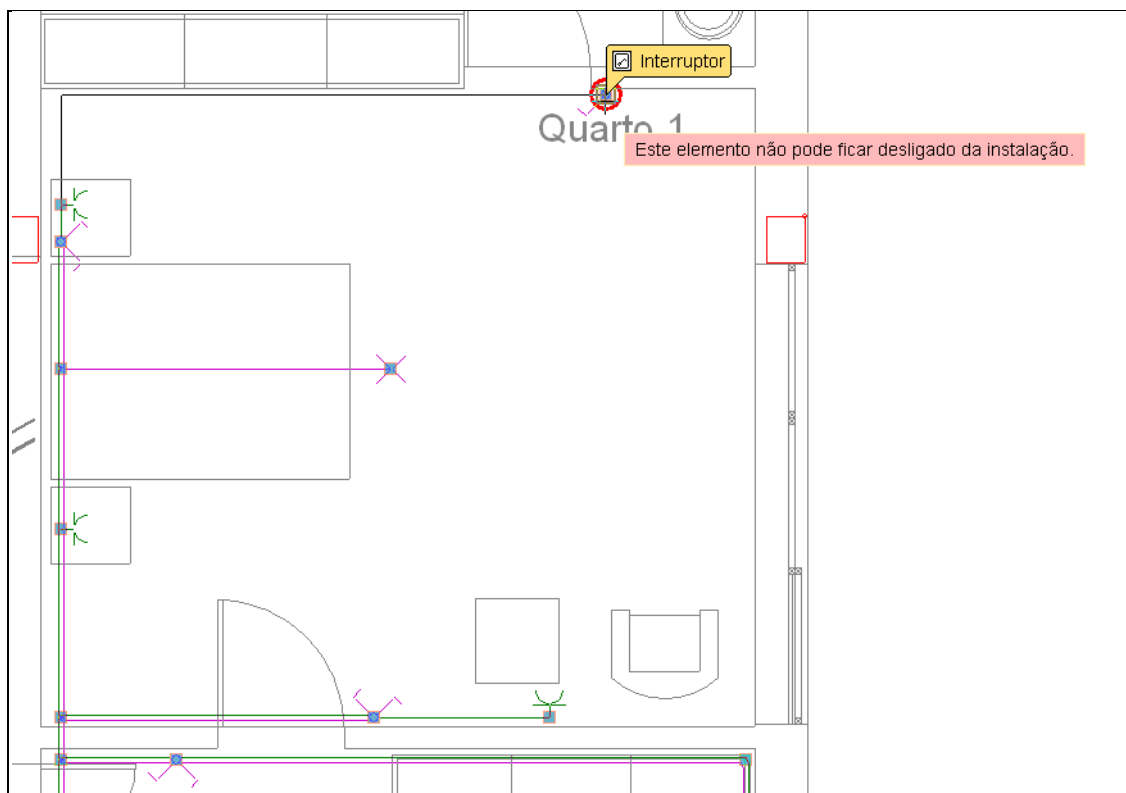 Interruptor
Quarto 1
Este elemento não pode ficar desligado da instalação.